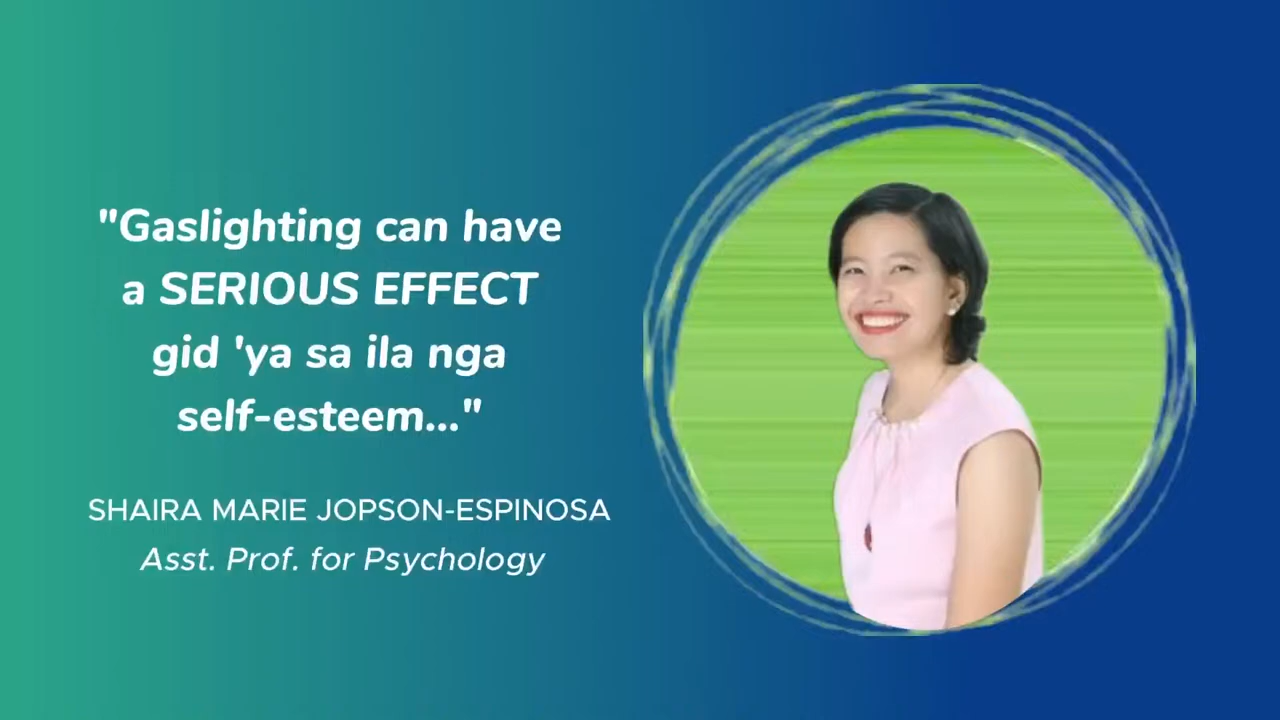 "Gaslighting can have
a SERIOUS EFFECT
gid 'ya sa ila nga
self-esteem..."
SHAIRA MARIE JOPSON-ESPINOSA
Asst. Prof. for Psychology